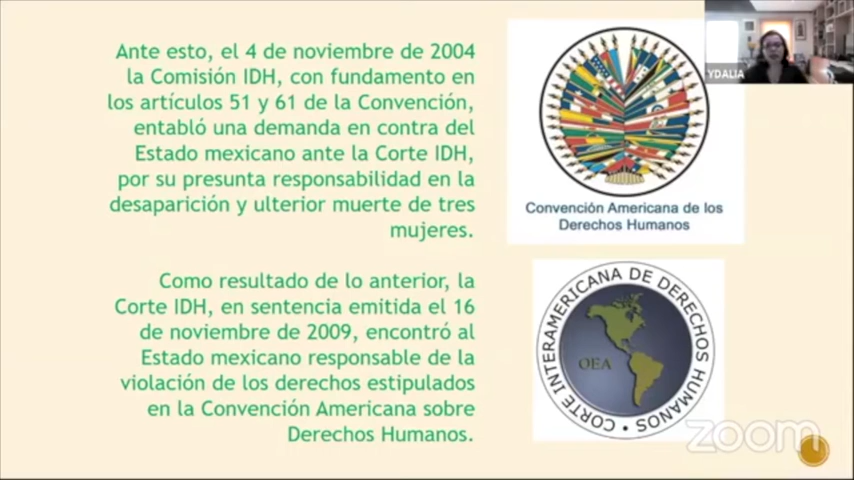 Ante esto, el 4 de noviembre de 2004
la Comisión IDH, con fundamento en
los artículos 51 y 61 de la Convención,
entabló una demanda en contra del
Estado mexicano ante la Corte IDH,
por su presunta responsabilidad en la
desaparición y ulterior muerte de tres
mujeres.
Como resultado de lo anterior, la
Corte IDH, en sentencia emitida el 16
de noviembre de 2009, encontró al
Estado mexicano responsable de la
violación de los derechos estipulados
en la Convención Americana sobre
Derechos Humanos.
Convención Americana de los
Derechos Humanos
CORTE INTERAMERICANA DE DERECHOS HUMANOS
OEA
YDALIA
zoom